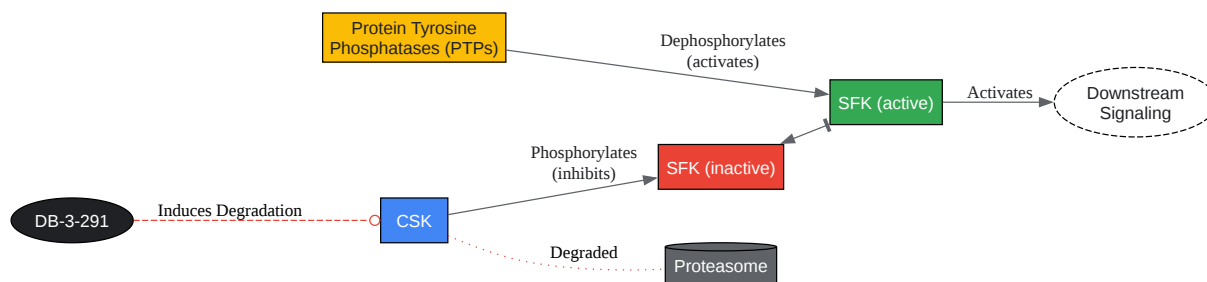 Protein Tyrosine
Phosphatases (PTPs)
Dephosphorylates
(activates)
SFK (active)
Activates
Downstream
Signaling
Phosphorylates
(inhibits)
SFK (inactive)
DB-3-291
Induces Degradation
CSK
Degraded
Proteasome